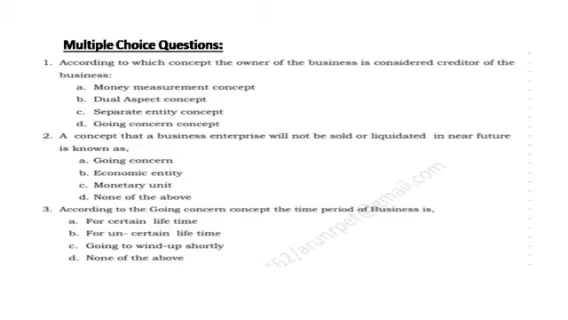 Multiple Choice Questions:
1. According to which concept the owner of the business is considered creditor of the
business:
a. Money measurement concept
b. Dual Aspect concept
c. Separate entity concept
d. Going concern concept
2. A concept that a business enterprise will not be sold or liquidated in near future
is known as,
a. Going concern
b. Economic entity
c. Monetary unit
d. None of the above
3. According to the Going concern concept the time period of Business is,
a. For certain life time
b. For un- certain life time
c. Going to wind-up shortly
d. None of the above
62/arunrpet@gmail.com